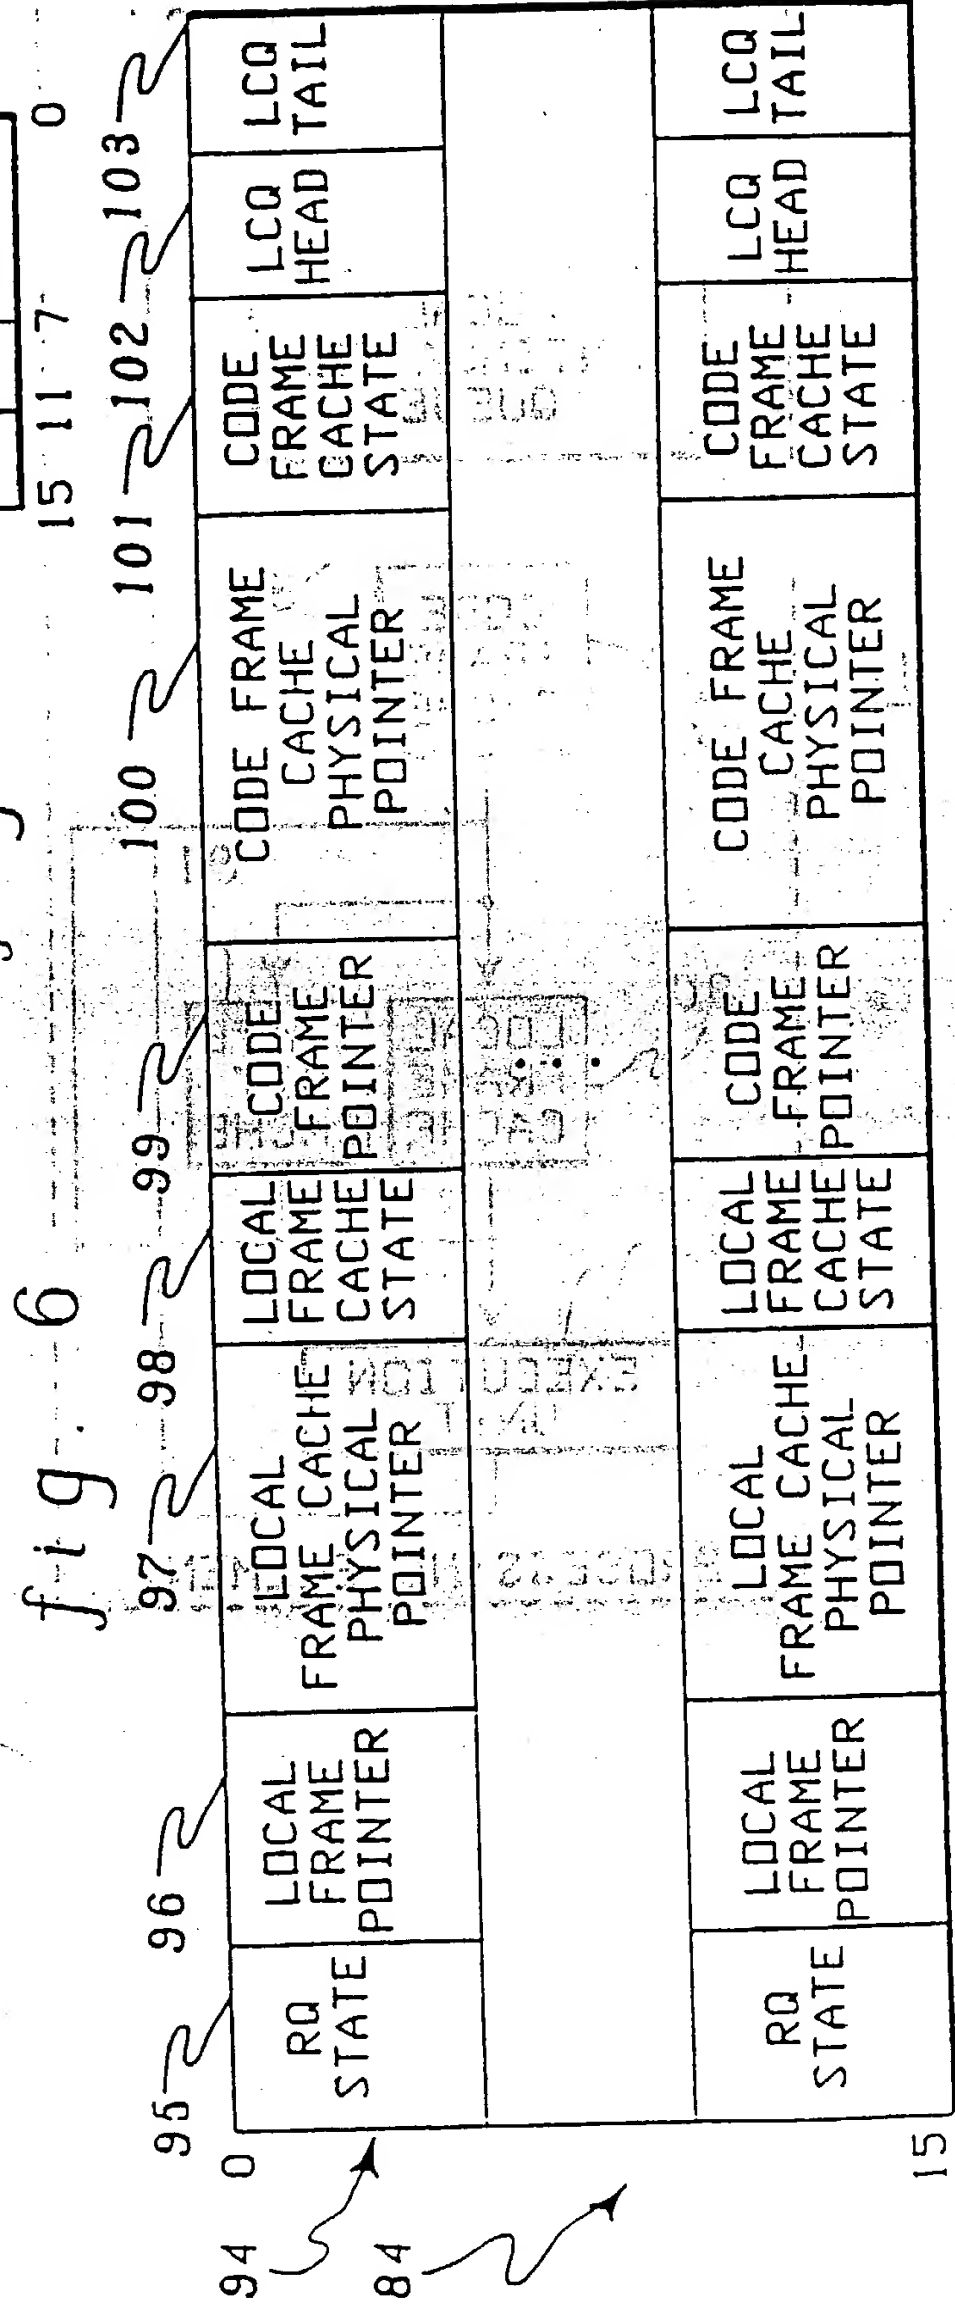 15 11 7 0
fig. 6
95 96 97 98 99 100 101 102 103
94
84
0
RQ
STATE
LOCAL
FRAME
POINTER
LOCAL
FRAME CACHE
PHYSICAL
POINTER
LOCAL
FRAME
CACHE
STATE
CODE
FRAME
POINTER
CODE FRAME
CACHE
PHYSICAL
POINTER
CODE
FRAME
CACHE
STATE
LCQ
HEAD
LCQ
TAIL
15
RQ
STATE
LOCAL
FRAME
POINTER
LOCAL
FRAME CACHE
PHYSICAL
POINTER
LOCAL
FRAME
CACHE
STATE
CODE
FRAME
POINTER
CODE FRAME
CACHE
PHYSICAL
POINTER
CODE
FRAME
CACHE
STATE
LCQ
HEAD
LCQ
TAIL
QUEUE
EXECUTION
UNIT